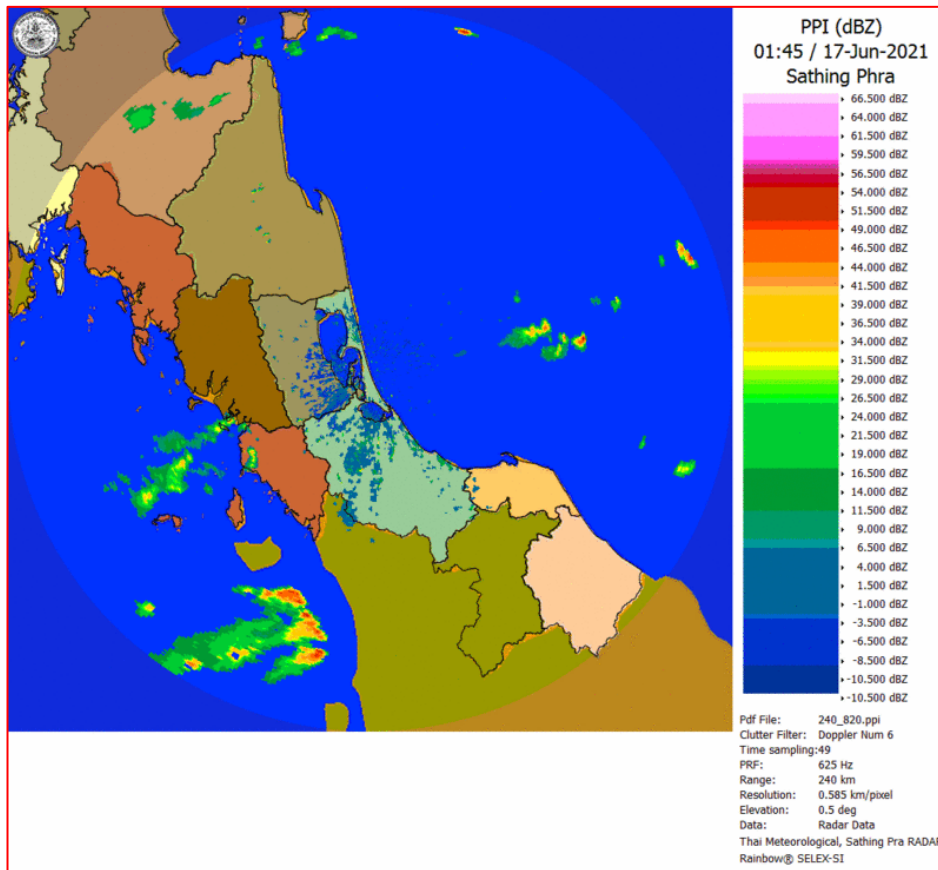 PPI (dBZ)
01:45 / 17-Jun-2021
Sathing Phra
66.500 dBZ
64.000 dBZ
61.500 dBZ
59.500 dBZ
56.500 dBZ
54.000 dBZ
51.500 dBZ
49.000 dBZ
46.500 dBZ
44.000 dBZ
41.500 dBZ
39.000 dBZ
36.500 dBZ
34.000 dBZ
31.500 dBZ
29.000 dBZ
26.500 dBZ
24.000 dBZ
21.500 dBZ
19.000 dBZ
16.500 dBZ
14.000 dBZ
11.500 dBZ
9.000 dBZ
6.500 dBZ
4.000 dBZ
1.500 dBZ
-1.000 dBZ
-3.500 dBZ
-6.500 dBZ
-8.500 dBZ
-10.500 dBZ
-10.500 dBZ
Pdf File: 240_820.ppi
Clutter Filter: Doppler Num 6
Time sampling:49
PRF: 625 Hz
Range: 240 km
Resolution: 0.585 km/pixel
Elevation: 0.5 deg
Data: Radar Data
Thai Meteorological, Sathing Pra RADAR
Rainbow® SELEX-SI